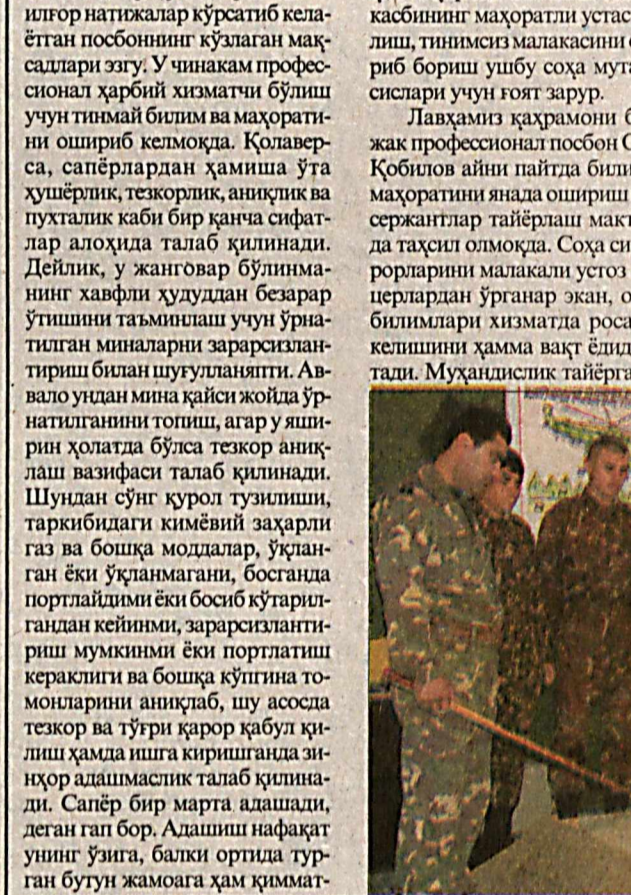 илғор натижалар кўрсатиб кела-
ётган посбоннинг кўзлаган мақ-
садлари эзгу. У чинакам профес-
сионал ҳарбий хизматчи бўлиш
учун тинмай билим ва маҳорати-
ни ошириб келмоқда. Қолавер-
са, сапёрлардан ҳамиша ўта
ҳушёрлик, тезкорлик, аниқлик ва
пухталик каби бир қанча сифат-
лар алоҳида талаб қилинади.
Дейлик, у жанговар бўлинма-
нинг хавфли ҳудуддан безарар
ўтишини таъминлаш учун ўрна-
тилган миналарни зарарсизлан-
тириш билан шуғулланяпти. Ав-
вало ундан мина қайси жойда ўр-
натилганини топиш, агар у яши-
рин ҳолатда бўлса тезкор аниқ-
лаш вазифаси талаб қилинади.
Шундан сўнг қурол тузилиши,
таркибидаги кимёвий заҳарли
газ ва бошқа моддалар, ўқлан-
ган ёки ўқланмагани, босганда
портлайдими ёки босиб кўтарил-
гандан кейинми, зарарсизланти-
риш мумкинми ёки портлатиш
кераклиги ва бошқа кўпгина то-
монларини аниқлаб, шу асосда
тезкор ва тўғри қарор қабул қи-
лиш ҳамда ишга киришганда зи-
нҳор адашмаслик талаб қилина-
ди. Сапёр бир марта адашади,
деган гап бор. Адашиш нафақат
унинг ўзига, балки ортида тур-
ган бутун жамоага ҳам қиммат-
касбининг маҳоратли устас
лиш, тинимсиз малакасини
риб бориш ушбу соҳа мута
сислари учун ғоят зарур.
Лавҳамиз қаҳрамони б
жак профессионал посбон С
Қобилов айни пайтда били
маҳоратини янада ошириш
сержантлар тайёрлаш макт
да таҳсил олмоқда. Соҳа си
рорларини малакали устоз
церлардан ўрганар экан, о
билимлари хизматда роса
келишини ҳамма вақт ёдид
тади. Муҳандислик тайёрга